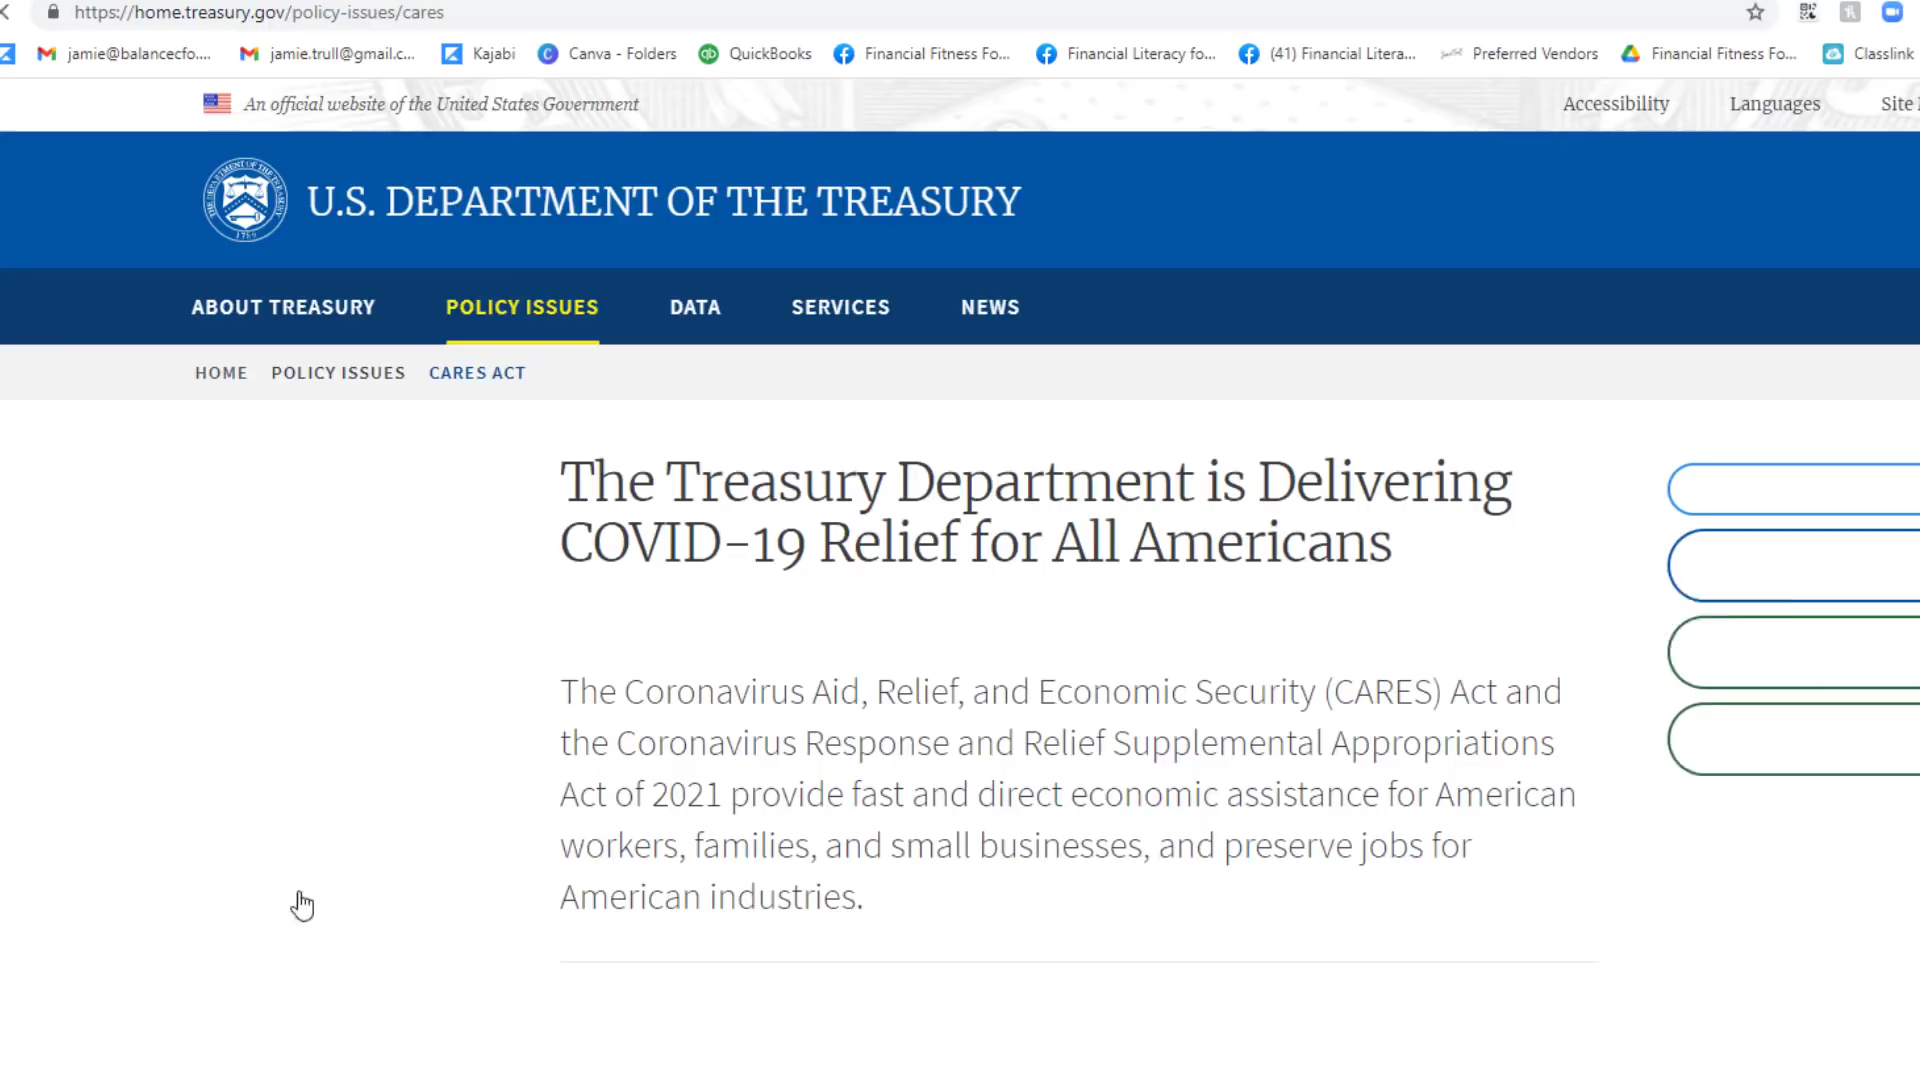 https://home.treasury.gov/policy-issues/cares
jamie@balancecfo.... jamie.trull@gmail.c... Kajabi Canva - Folders QuickBooks Financial Fitness Fo... Financial Literacy fo... (41) Financial Litera... Preferred Vendors Financial Fitness Fo... Classlink
An official website of the United States Government Accessibility Languages Site
U.S. DEPARTMENT OF THE TREASURY
ABOUT TREASURY POLICY ISSUES DATA SERVICES NEWS
HOME POLICY ISSUES CARES ACT
The Treasury Department is Delivering
COVID-19 Relief for All Americans
The Coronavirus Aid, Relief, and Economic Security (CARES) Act and
the Coronavirus Response and Relief Supplemental Appropriations
Act of 2021 provide fast and direct economic assistance for American
workers, families, and small businesses, and preserve jobs for
American industries.